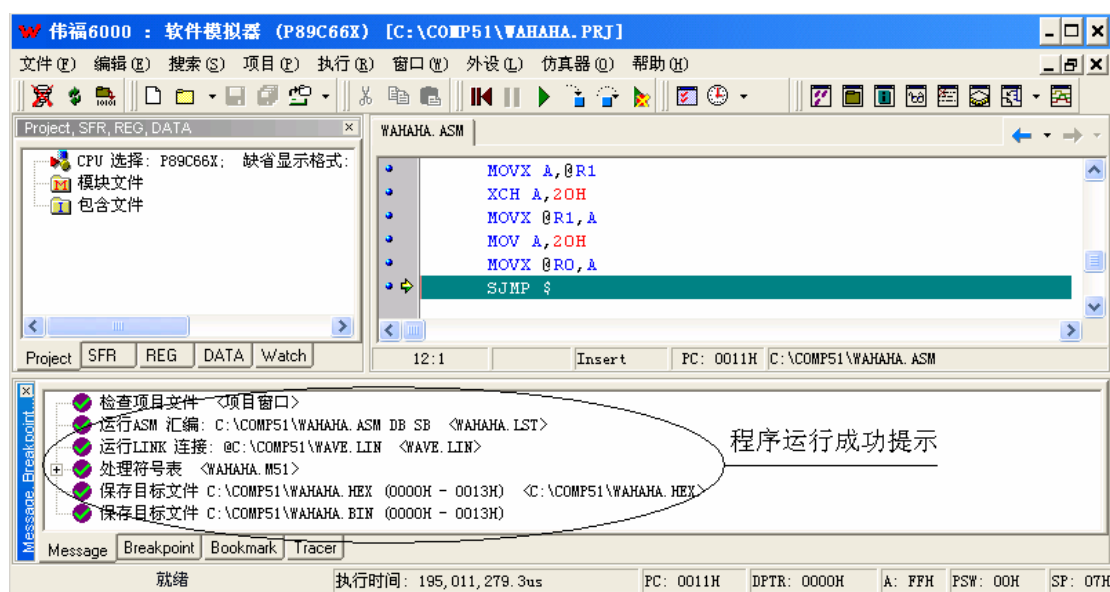 伟福6000 : 软件模拟器 (P89C66X) [C:\COMP51\WAHAHA.PRJ]
文件(F) 编辑(E) 搜索(S) 项目(P) 执行(R) 窗口(W) 外设(L) 仿真器(O) 帮助(H)
Project, SFR, REG, DATA
WAHAHA.ASM
CPU 选择: P89C66X; 缺省显示格式:
模块文件
包含文件
MOVX A,@R1
XCH A,20H
MOVX @R1,A
MOV A,20H
MOVX @R0,A
SJMP $
Project SFR REG DATA Watch
12:1 Insert PC: 0011H C:\COMP51\WAHAHA.ASM
Message, Breakpoint...
检查项目文件 <项目窗口>
运行ASM 汇编: C:\COMP51\WAHAHA.ASM DB SB <WAHAHA.LST>
运行LINK 连接: @C:\COMP51\WAVE.LIN <WAVE.LIN>
处理符号表 <WAHAHA.M51>
保存目标文件 C:\COMP51\WAHAHA.HEX (0000H - 0013H) <C:\COMP51\WAHAHA.HEX>
保存目标文件 C:\COMP51\WAHAHA.BIN (0000H - 0013H)
程序运行成功提示
Message Breakpoint Bookmark Tracer
就绪 执行时间: 195,011,279.3us PC: 0011H DPTR: 0000H A: FFH PSW: 00H SP: 07H